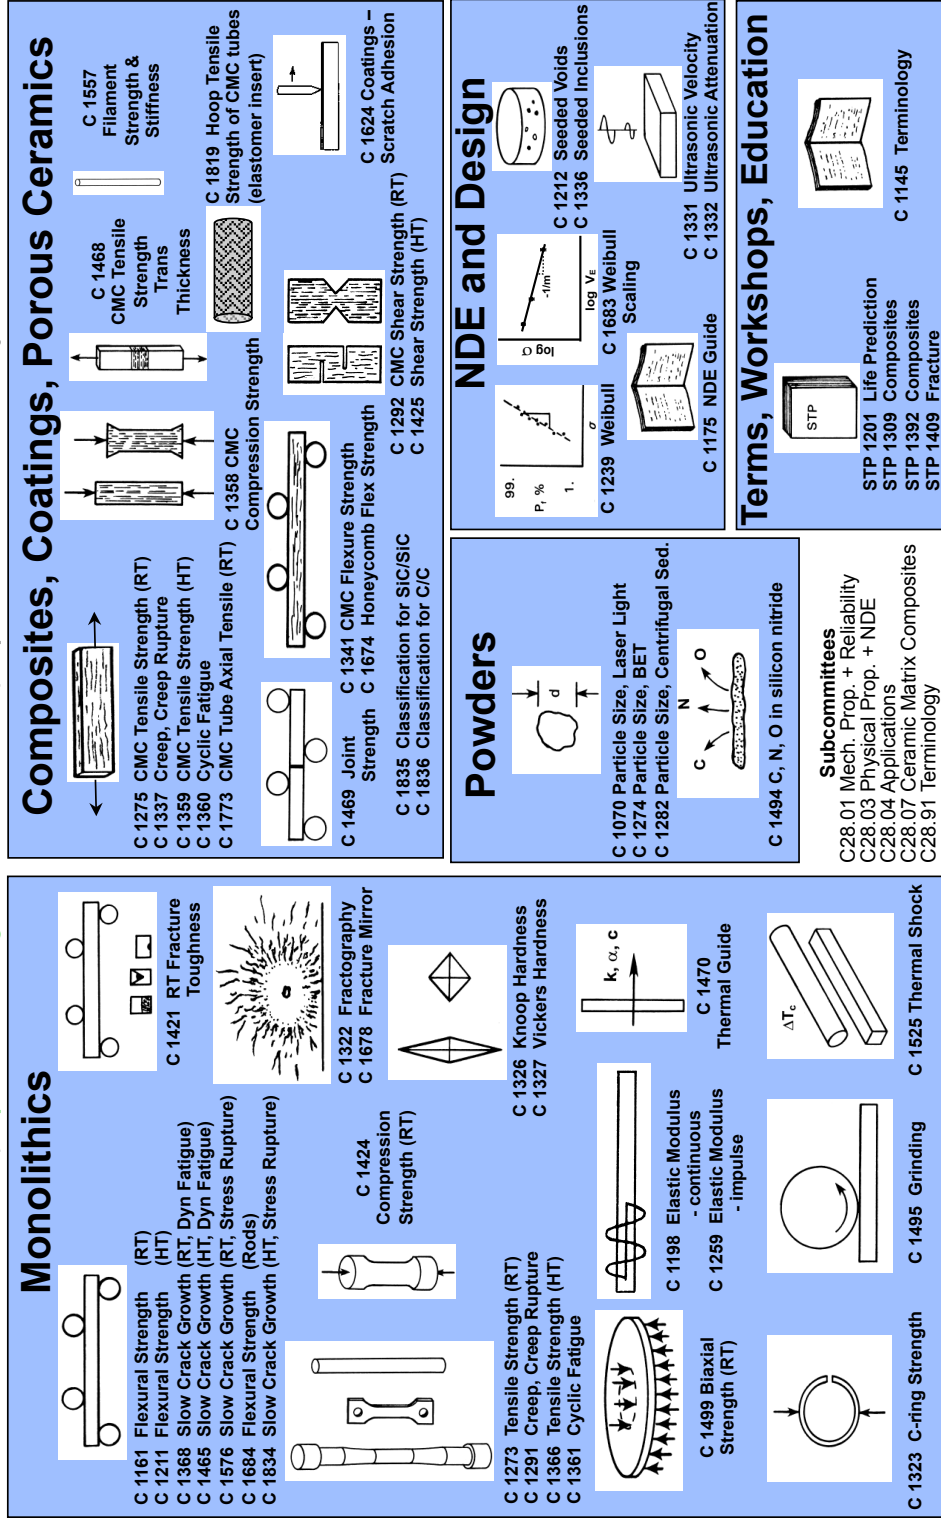 Monolithics
C 1161 Flexural Strength (RT)
C 1211 Flexural Strength (HT)
C 1368 Slow Crack Growth (RT, Dyn Fatigue)
C 1465 Slow Crack Growth (HT, Dyn Fatigue)
C 1576 Slow Crack Growth (RT, Stress Rupture)
C 1684 Flexural Strength (Rods)
C 1834 Slow Crack Growth (HT, Stress Rupture)
C 1421 RT Fracture
Toughness
C 1322 Fractography
C 1678 Fracture Mirror
C 1424
Compression
Strength (RT)
C 1326 Knoop Hardness
C 1327 Vickers Hardness
C 1273 Tensile Strength (RT)
C 1291 Creep, Creep Rupture
C 1366 Tensile Strength (HT)
C 1361 Cyclic Fatigue
C 1499 Biaxial
Strength (RT)
C 1198 Elastic Modulus
- continuous
C 1259 Elastic Modulus
- impulse
k, α, c
C 1470
Thermal Guide
C 1323 C-ring Strength
C 1495 Grinding
ΔTc
C 1525 Thermal Shock
Composites, Coatings, Porous Ceramics
C 1275 CMC Tensile Strength (RT)
C 1337 Creep, Creep Rupture
C 1359 CMC Tensile Strength (HT)
C 1360 Cyclic Fatigue
C 1773 CMC Tube Axial Tensile (RT)
C 1358 CMC
Compression Strength
C 1468
CMC Tensile
Strength
Trans
Thickness
C 1557
Filament
Strength &
Stiffness
C 1819 Hoop Tensile
Strength of CMC tubes
(elastomer insert)
C 1469 Joint
Strength
C 1341 CMC Flexure Strength
C 1674 Honeycomb Flex Strength
C 1292 CMC Shear Strength (RT)
C 1425 Shear Strength (HT)
C 1624 Coatings –
Scratch Adhesion
C 1835 Classification for SiC/SiC
C 1836 Classification for C/C
Powders
d
C 1070 Particle Size, Laser Light
C 1274 Particle Size, BET
C 1282 Particle Size, Centrifugal Sed.
C N O
C 1494 C, N, O in silicon nitride
NDE and Design
99.
Pf %
1.
σ
C 1239 Weibull
log σ
-1/m
log VE
C 1683 Weibull
Scaling
C 1212 Seeded Voids
C 1336 Seeded Inclusions
C 1175 NDE Guide
C 1331 Ultrasonic Velocity
C 1332 Ultrasonic Attenuation
Subcommittees
C28.01 Mech. Prop. + Reliability
C28.03 Physical Prop. + NDE
C28.04 Applications
C28.07 Ceramic Matrix Composites
C28.91 Terminology
Terms, Workshops, Education
STP
STP 1201 Life Prediction
STP 1309 Composites
STP 1392 Composites
STP 1409 Fracture
C 1145 Terminology